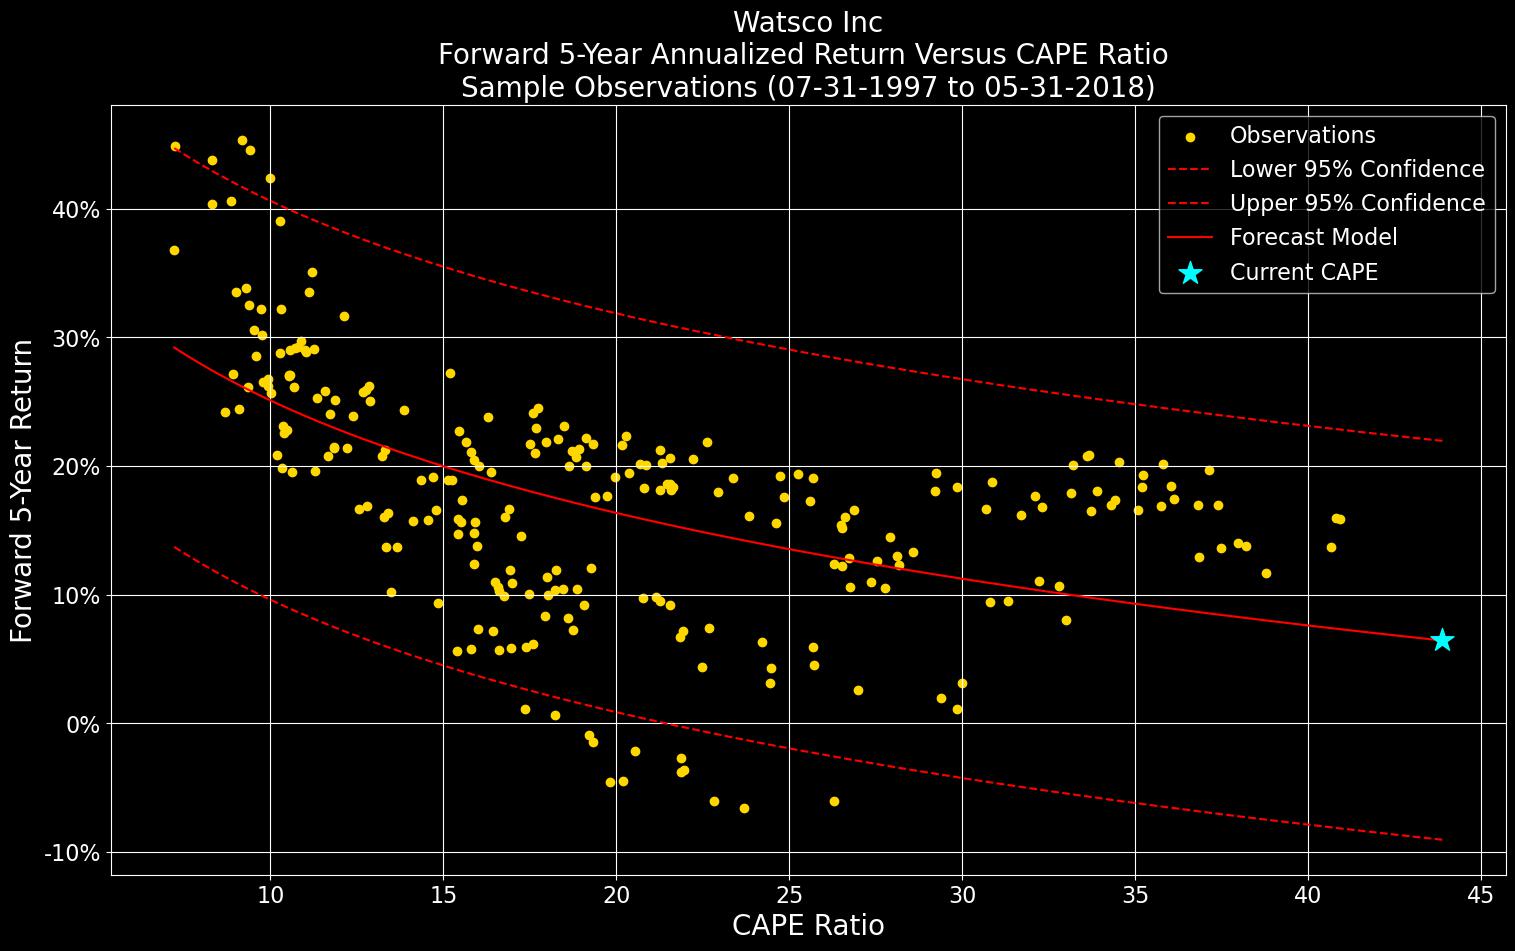 Watsco Inc
Forward 5-Year Annualized Return Versus CAPE Ratio
Sample Observations (07-31-1997 to 05-31-2018)
Observations
Lower 95% Confidence
Upper 95% Confidence
Forecast Model
Current CAPE
Forward 5-Year Return
40%
30%
20%
10%
0%
-10%
10 15 20 25 30 35 40 45
CAPE Ratio